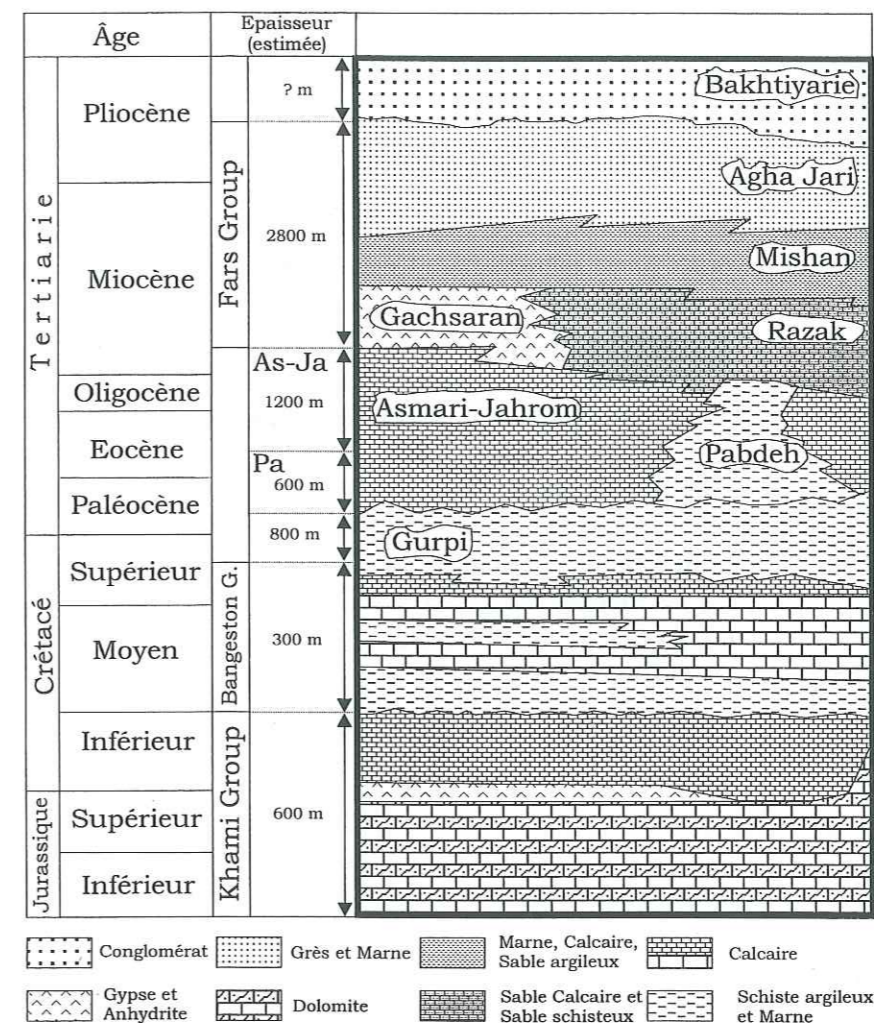 Âge
Epaisseur
(estimée)
Tertiarie
Pliocène
Miocène
Oligocène
Eocène
Paléocène
Crétacé
Supérieur
Moyen
Inférieur
Jurassique
Supérieur
Inférieur
Fars Group
Bangeston G.
Khami Group
? m
2800 m
As-Ja
1200 m
Pa
600 m
800 m
300 m
600 m
Bakhtiyarie
Agha Jari
Mishan
Gachsaran
Razak
Asmari-Jahrom
Pabdeh
Gurpi
Conglomérat
Grès et Marne
Marne, Calcaire,
Sable argileux
Calcaire
Gypse et
Anhydrite
Dolomite
Sable Calcaire et
Sable schisteux
Schiste argileux
et Marne